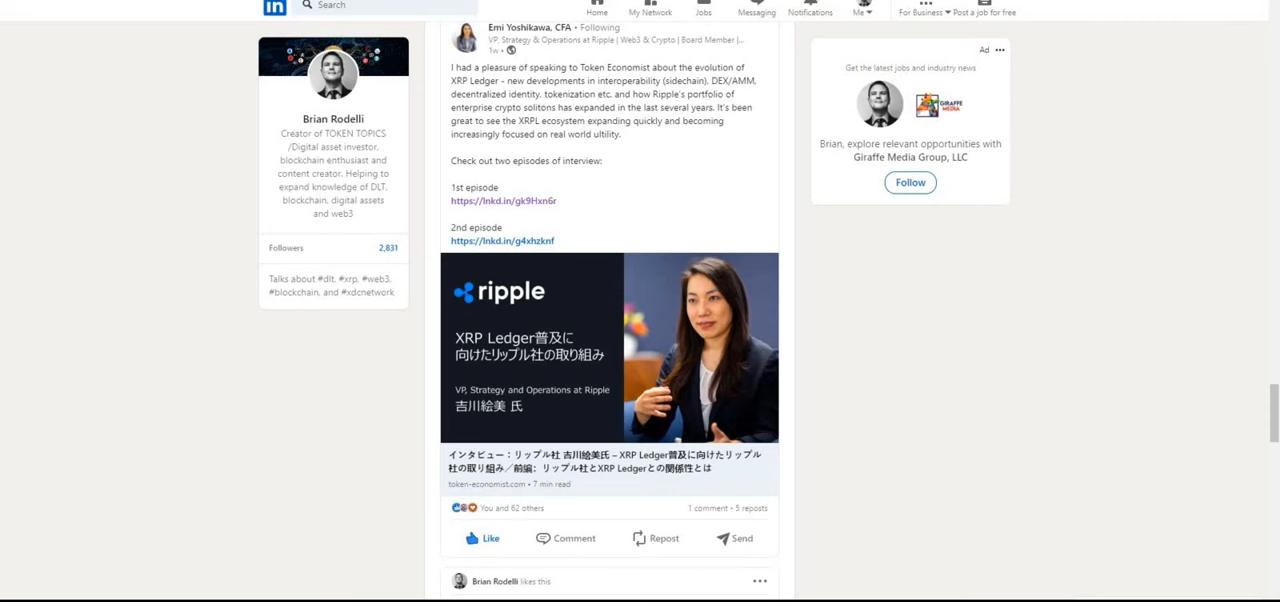 in
Search
Home
My Network
Jobs
Messaging
Notifications
Me
For Business
Post a job for free
Brian Rodelli
Creator of TOKEN TOPICS
/Digital asset investor,
blockchain enthusiast and
content creator. Helping to
expand knowledge of DLT,
blockchain, digital assets
and web3
Followers 2,831
Talks about #dlt, #xrp, #web3,
#blockchain, and #xdcnetwork
Emi Yoshikawa, CFA • Following
VP, Strategy & Operations at Ripple | Web3 & Crypto | Board Member |...
1w •
I had a pleasure of speaking to Token Economist about the evolution of
XRP Ledger - new developments in interoperability (sidechain), DEX/AMM,
decentralized identity, tokenization etc. and how Ripple's portfolio of
enterprise crypto solitons has expanded in the last several years. It's been
great to see the XRPL ecosystem expanding quickly and becoming
increasingly focused on real world ultility.
Check out two episodes of interview:
1st episode
https://lnkd.in/gk9Hxn6r
2nd episode
https://lnkd.in/g4xhzknf
ripple
XRP Ledger普及に
向けたリップル社の取り組み
VP, Strategy and Operations at Ripple
吉川絵美 氏
インタビュー：リップル社 吉川絵美氏 – XRP Ledger普及に向けたリップル
社の取り組み／前編：リップル社とXRP Ledgerとの関係性とは
token-economist.com • 7 min read
You and 62 others
1 comment • 5 reposts
Like
Comment
Repost
Send
Brian Rodelli likes this
Ad
Get the latest jobs and industry news
GIRAFFE
MEDIA
Brian, explore relevant opportunities with
Giraffe Media Group, LLC
Follow